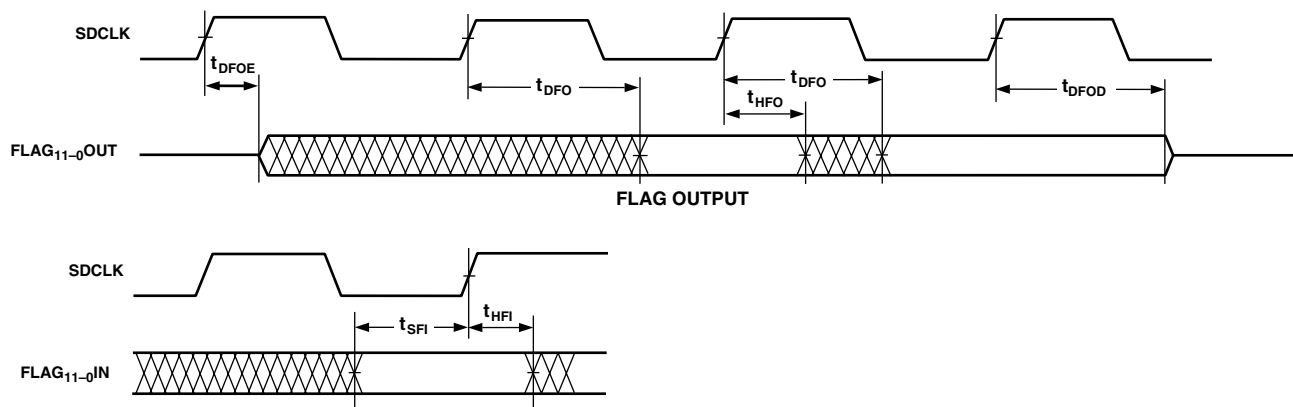 SDCLK
tDFOE
tDFO
tDFO
tHFO
tDFOD
FLAG11–0OUT
FLAG OUTPUT
SDCLK
tSFI
tHFI
FLAG11–0IN